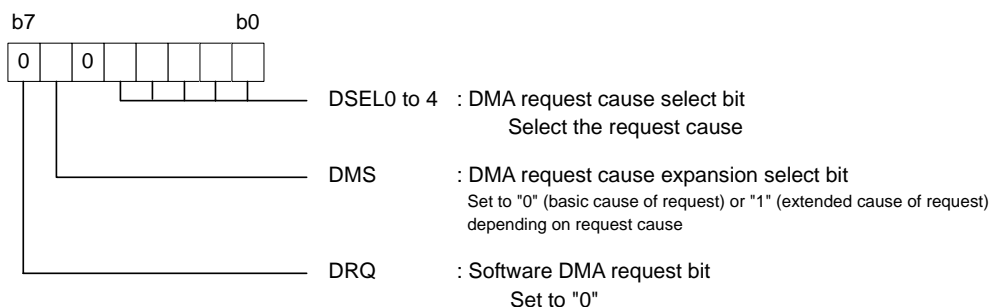 b7 b0
0 0
DSEL0 to 4 : DMA request cause select bit
Select the request cause
DMS : DMA request cause expansion select bit
Set to "0" (basic cause of request) or "1" (extended cause of request)
depending on request cause
DRQ : Software DMA request bit
Set to "0"